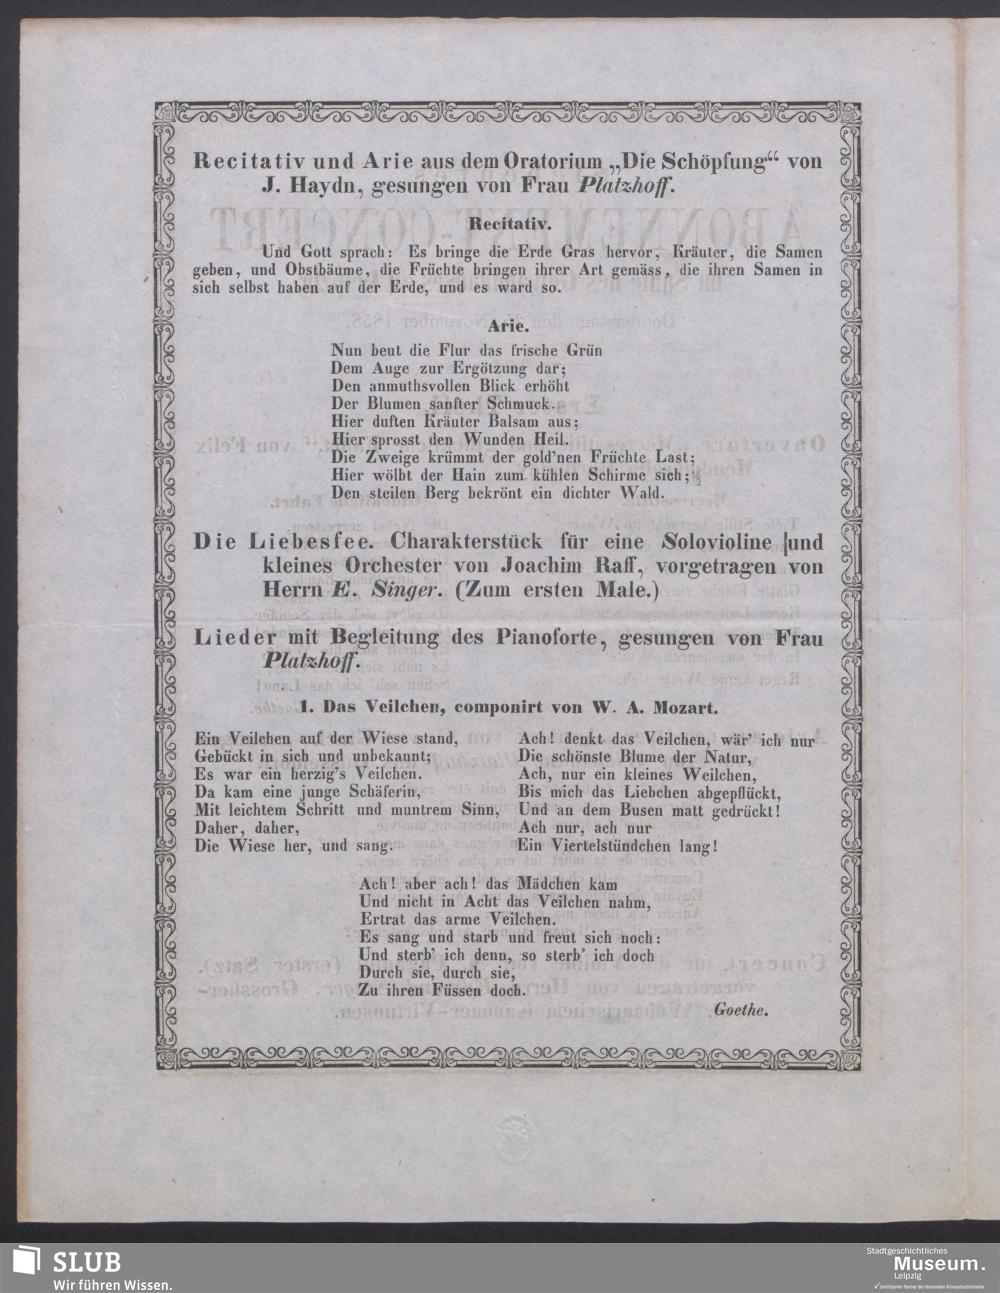 Recitativ und Arie aus dem Oratorium „Die Schöpfung“ von
J. Haydn, gesungen von Frau Platzhoff.
Recitativ.
Und Gott sprach: Es bringe die Erde Gras hervor, Kräuter, die Samen
geben, und Obstbäume, die Früchte bringen ihrer Art gemäss, die ihren Samen in
sich selbst haben auf der Erde, und es ward so.
Arie.
Nun beut die Flur das frische Grün
Dem Auge zur Ergötzung dar;
Den anmuthsvollen Blick erhöht
Der Blumen sanfter Schmuck.
Hier duften Kräuter Balsam aus;
Hier sprosst den Wunden Heil.
Die Zweige krümmt der gold'nen Früchte Last;
Hier wölbt der Hain zum kühlen Schirme sich;
Den steilen Berg bekrönt ein dichter Wald.
Die Liebesfee. Charakterstück für eine Solovioline und
kleines Orchester von Joachim Raff, vorgetragen von
Herrn E. Singer. (Zum ersten Male.)
Lieder mit Begleitung des Pianoforte, gesungen von Frau
Platzhoff.
1. Das Veilchen, componirt von W. A. Mozart.
Ein Veilchen auf der Wiese stand,
Gebückt in sich und unbekannt;
Es war ein herzig's Veilchen.
Da kam eine junge Schäferin,
Mit leichtem Schritt und muntrem Sinn,
Daher, daher,
Die Wiese her, und sang.
Ach! denkt das Veilchen, wär' ich nur
Die schönste Blume der Natur,
Ach, nur ein kleines Weilchen,
Bis mich das Liebchen abgepflückt,
Und an dem Busen matt gedrückt!
Ach nur, ach nur
Ein Viertelstündchen lang!
Ach! aber ach! das Mädchen kam
Und nicht in Acht das Veilchen nahm,
Ertrat das arme Veilchen.
Es sang und starb und freut sich noch:
Und sterb' ich denn, so sterb' ich doch
Durch sie, durch sie,
Zu ihren Füssen doch.
Goethe.
SLUB
Wir führen Wissen.
Stadtgeschichtliches
Museum.
Leipzig